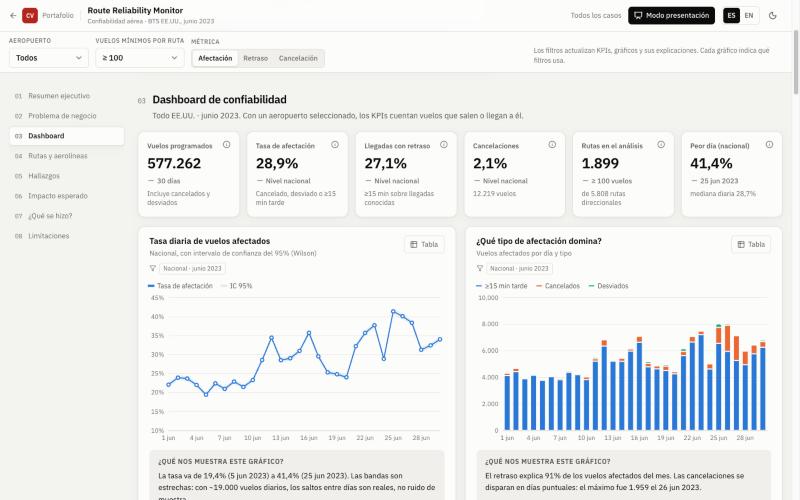 CV Portafolio
Route Reliability Monitor
Confiabilidad aérea · BTS EE.UU., junio 2023
Todos los casos
Modo presentación
ES EN
AEROPUERTO
Todos
VUELOS MÍNIMOS POR RUTA
≥ 100
MÉTRICA
Afectación Retraso Cancelación
Los filtros actualizan KPIs, gráficos y sus explicaciones. Cada gráfico indica qué
filtros usa.
01 Resumen ejecutivo
02 Problema de negocio
03 Dashboard
04 Rutas y aerolíneas
05 Hallazgos
06 Impacto esperado
07 ¿Qué se hizo?
08 Limitaciones
03 Dashboard de confiabilidad
Todo EE.UU. · junio 2023. Con un aeropuerto seleccionado, los KPIs cuentan vuelos que salen o llegan a él.
Vuelos programados
577.262
— 30 días
Incluye cancelados y
desviados
Tasa de afectación
28,9%
— Nivel nacional
Cancelado, desviado o ≥15
min tarde
Llegadas con retraso
27,1%
— Nivel nacional
≥15 min sobre llegadas
conocidas
Cancelaciones
2,1%
— Nivel nacional
12.219 vuelos
Rutas en el análisis
1.899
— ≥ 100 vuelos
de 5.808 rutas
direccionales
Peor día (nacional)
41,4%
— 25 jun 2023
mediana diaria 28,7%
Tasa diaria de vuelos afectados
Nacional, con intervalo de confianza del 95% (Wilson)
Tabla
Nacional · junio 2023
Tasa de afectación IC 95%
45%
40%
35%
30%
25%
20%
15%
10%
1 jun 4 jun 7 jun 10 jun 13 jun 16 jun 19 jun 22 jun 25 jun 28 jun
¿QUÉ NOS MUESTRA ESTE GRÁFICO?
La tasa va de 19,4% (5 jun 2023) a 41,4% (25 jun 2023). Las bandas son
estrechas: con ~19.000 vuelos diarios, los saltos entre días son reales, no ruido de
muestra.
¿Qué tipo de afectación domina?
Vuelos afectados por día y tipo
Tabla
Nacional · junio 2023
≥15 min tarde Cancelados Desviados
10.000
8.000
6.000
4.000
2.000
0
1 jun 4 jun 7 jun 10 jun 13 jun 16 jun 19 jun 22 jun 25 jun 28 jun
¿QUÉ NOS MUESTRA ESTE GRÁFICO?
El retraso explica 91% de los vuelos afectados del mes. Las cancelaciones se
disparan en días puntuales: el máximo fue 1.959 el 26 jun 2023.